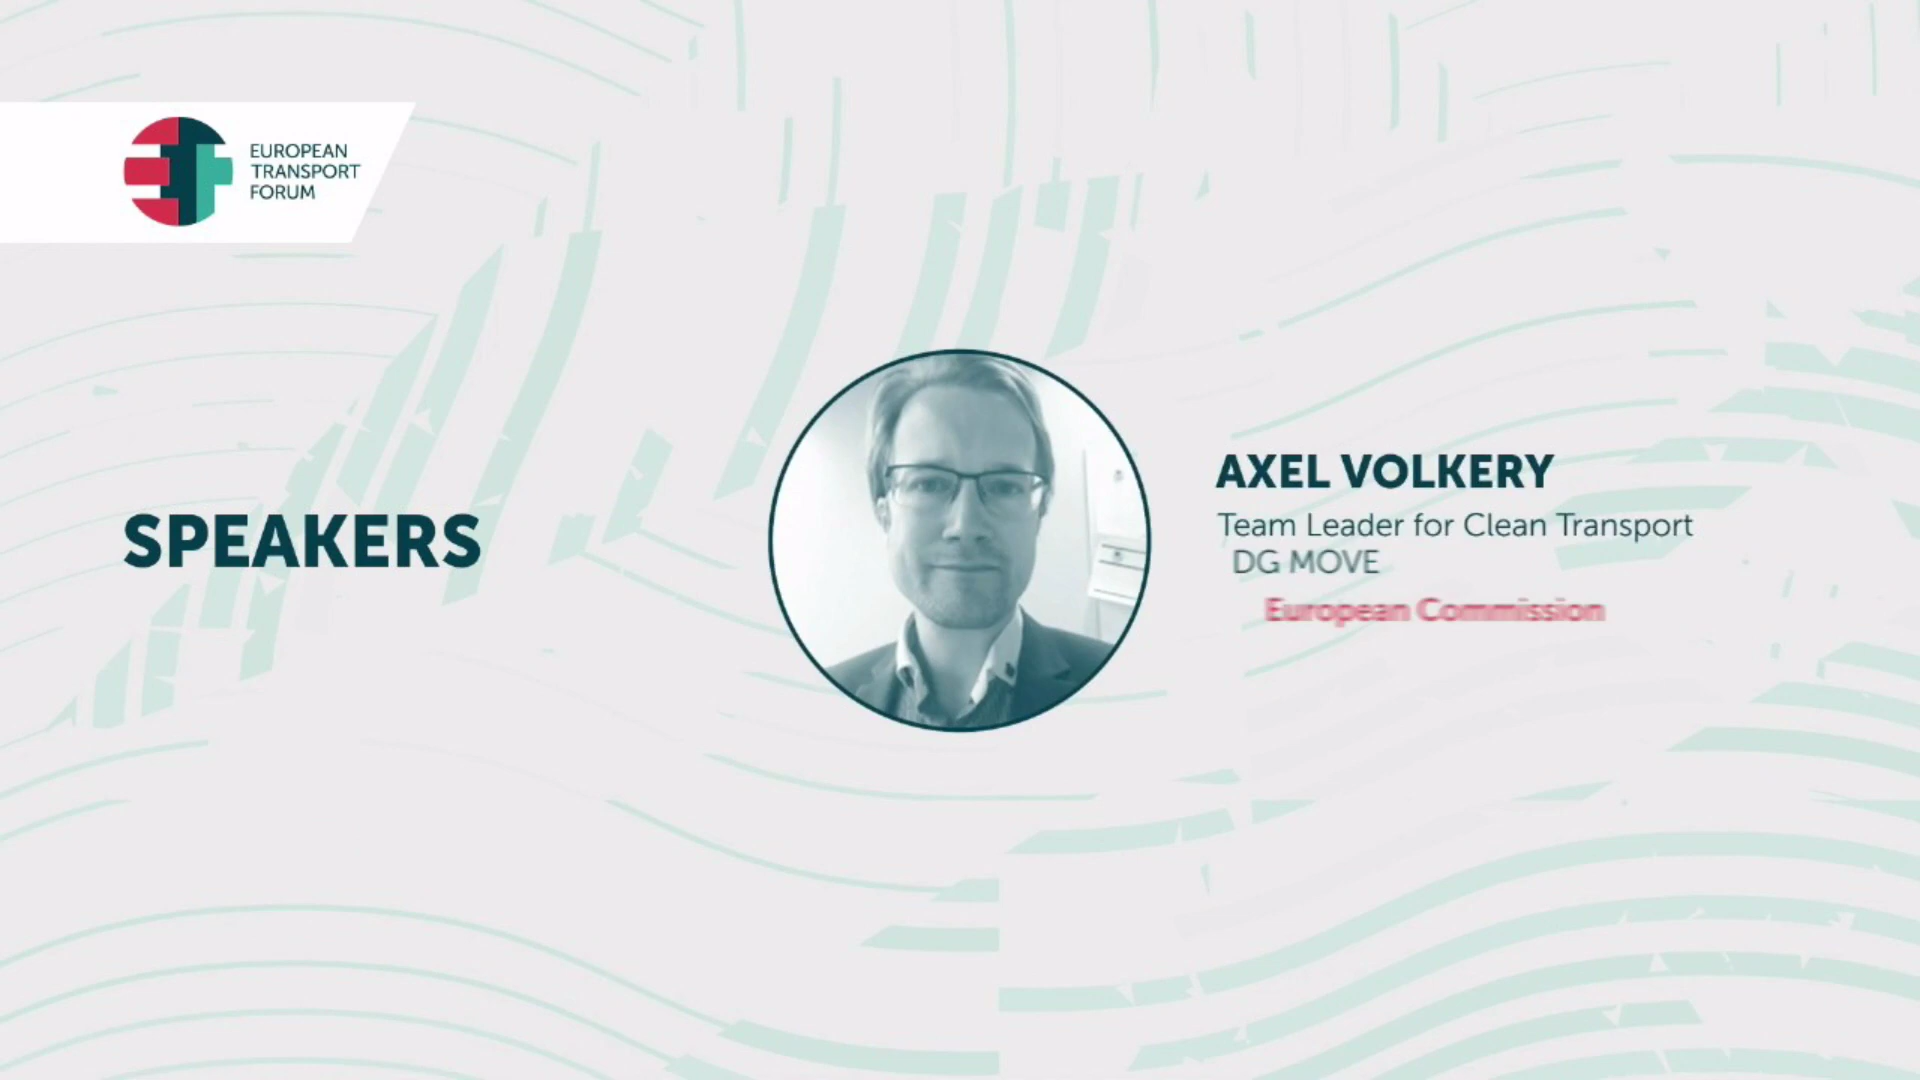 EUROPEAN
TRANSPORT
FORUM
SPEAKERS
AXEL VOLKERY
Team Leader for Clean Transport
DG MOVE
European Commission